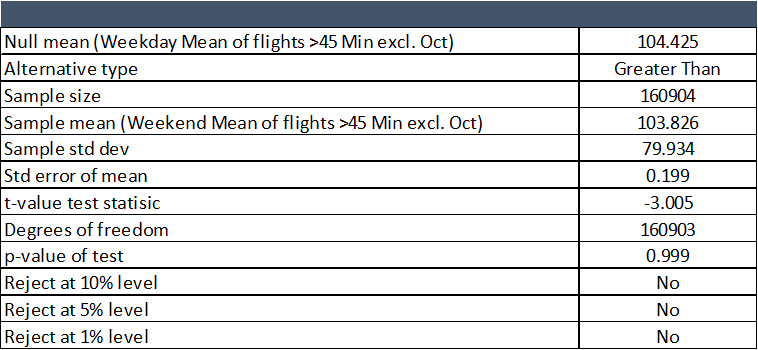 Null mean (Weekday Mean of flights >45 Min excl. Oct) 104.425
Alternative type Greater Than
Sample size 160904
Sample mean (Weekend Mean of flights >45 Min excl. Oct) 103.826
Sample std dev 79.934
Std error of mean 0.199
t-value test statisic -3.005
Degrees of freedom 160903
p-value of test 0.999
Reject at 10% level No
Reject at 5% level No
Reject at 1% level No